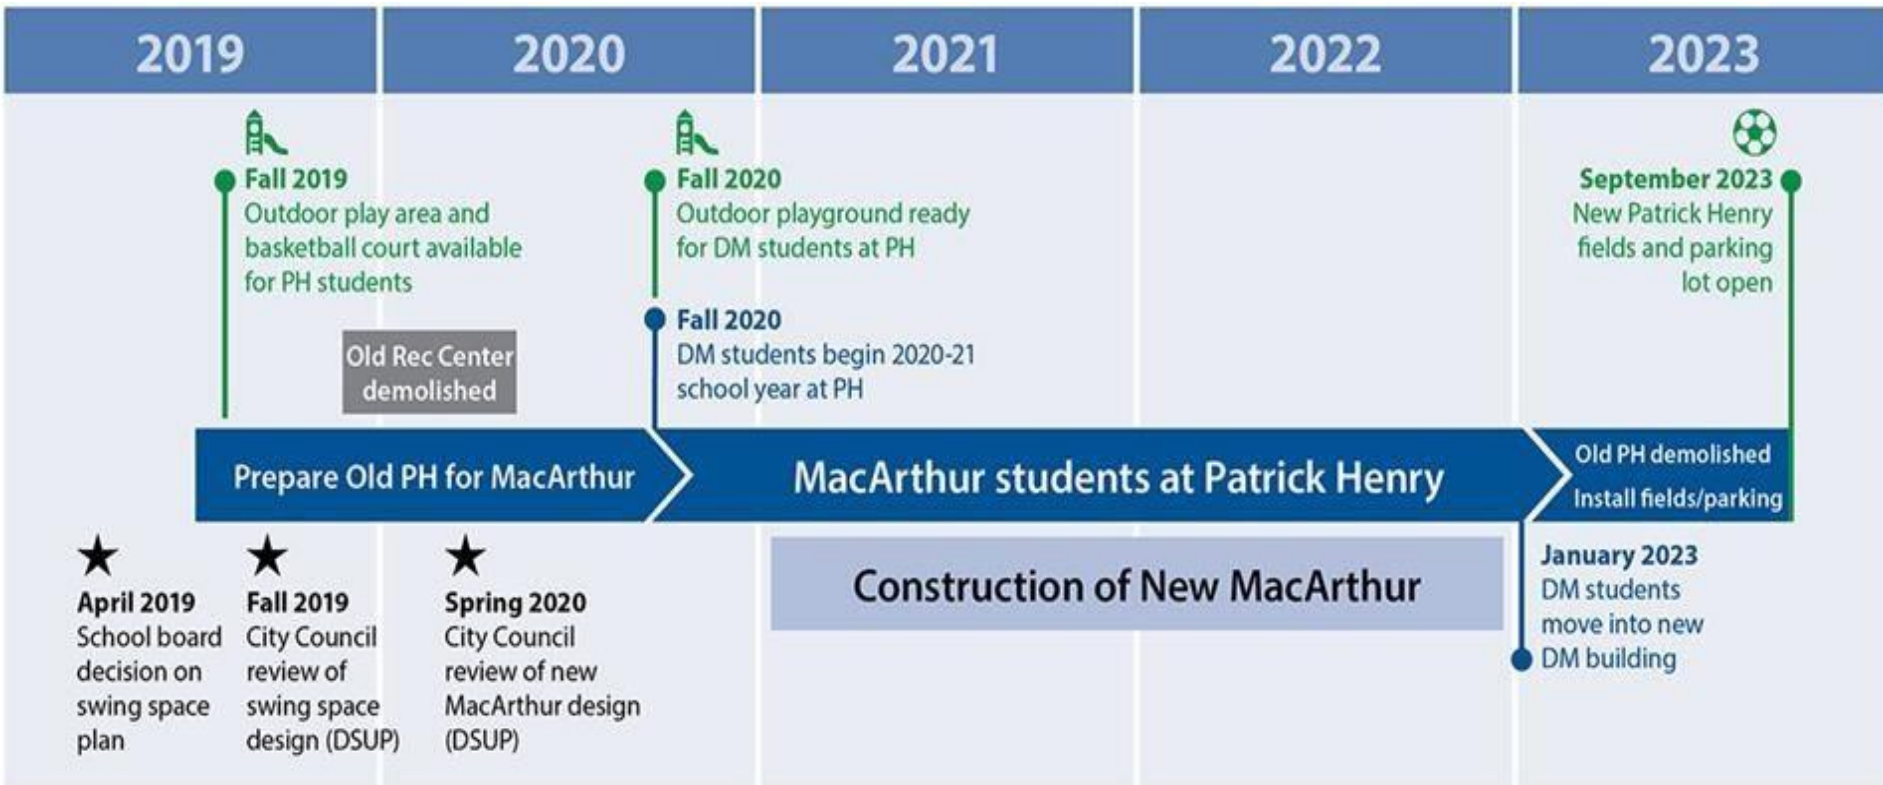 2019
2020
2021
2022
2023
Fall 2019
Outdoor play area and
basketball court available
for PH students
Fall 2020
Outdoor playground ready
for DM students at PH
September 2023
New Patrick Henry
fields and parking
lot open
Old Rec Center
demolished
Fall 2020
DM students begin 2020-21
school year at PH
Prepare Old PH for MacArthur
MacArthur students at Patrick Henry
Old PH demolished
Install fields/parking
Construction of New MacArthur
April 2019
School board
decision on
swing space
plan
Fall 2019
City Council
review of
swing space
design (DSUP)
Spring 2020
City Council
review of new
MacArthur design
(DSUP)
January 2023
DM students
move into new
DM building